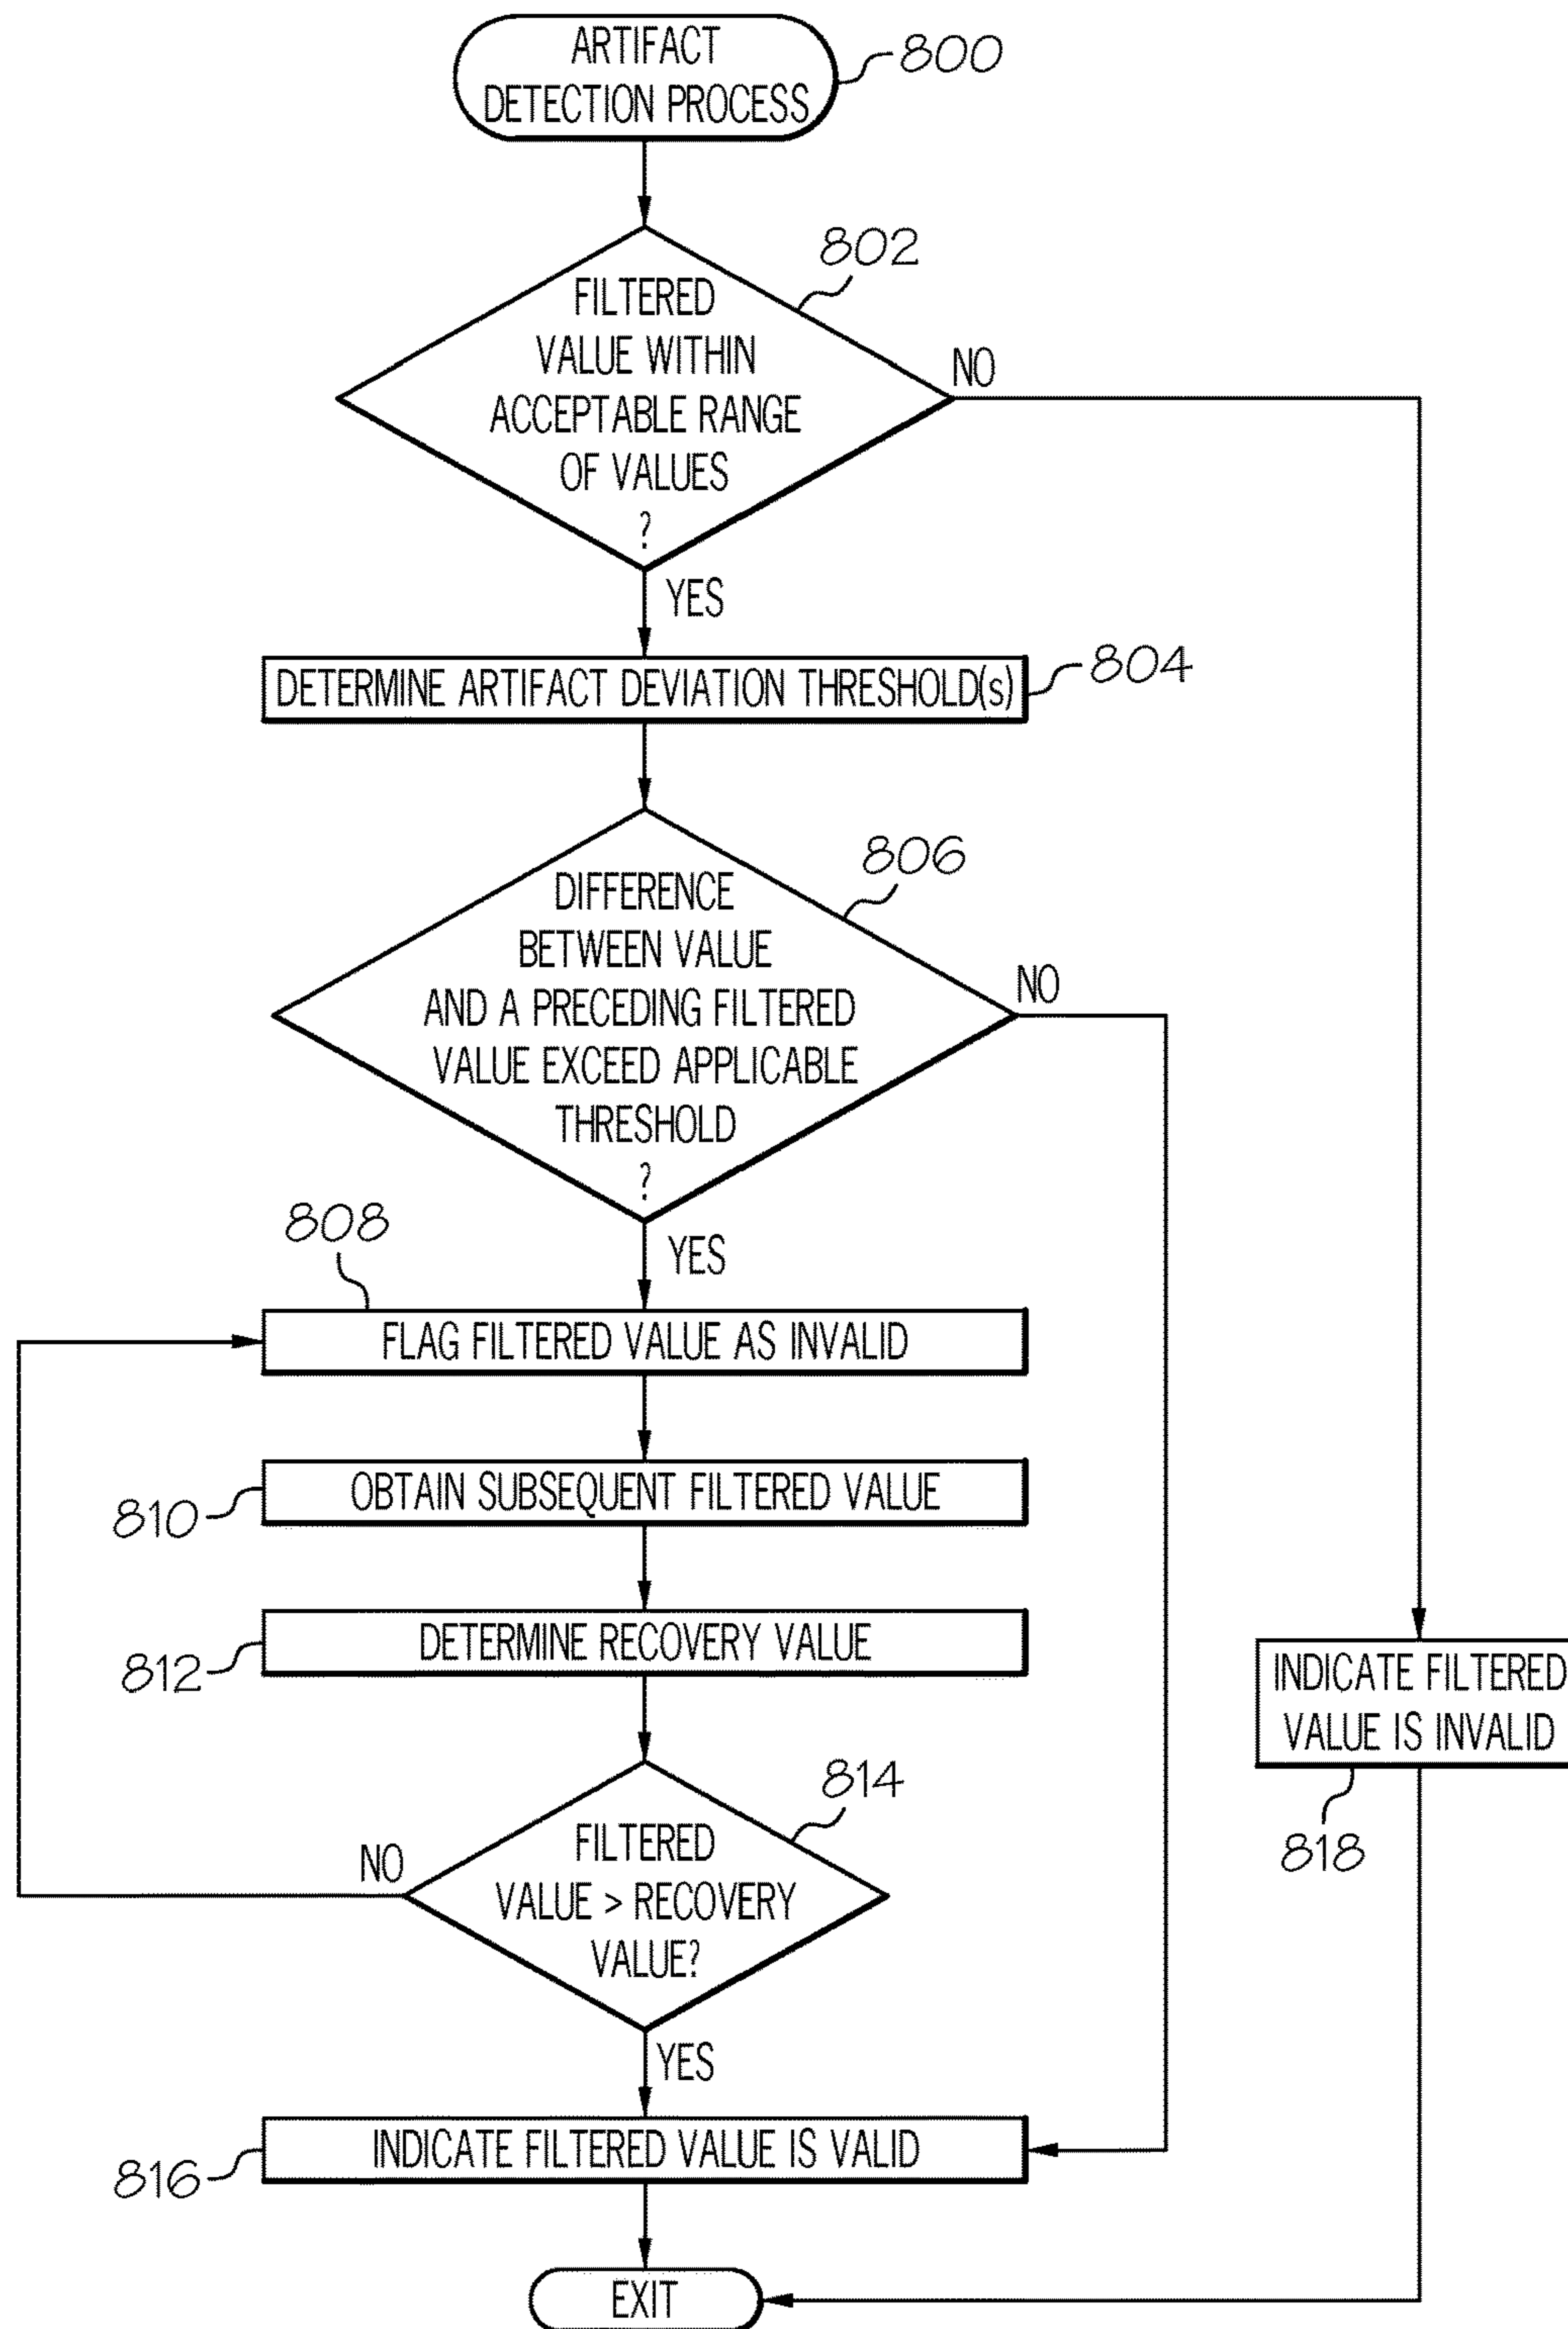 ARTIFACT
DETECTION PROCESS
800
802
FILTERED
VALUE WITHIN
ACCEPTABLE RANGE
OF VALUES
?
NO
YES
DETERMINE ARTIFACT DEVIATION THRESHOLD(s)
804
806
DIFFERENCE
BETWEEN VALUE
AND A PRECEDING FILTERED
VALUE EXCEED APPLICABLE
THRESHOLD
?
NO
YES
808
FLAG FILTERED VALUE AS INVALID
OBTAIN SUBSEQUENT FILTERED VALUE
810
DETERMINE RECOVERY VALUE
812
814
FILTERED
VALUE > RECOVERY
VALUE?
NO
YES
INDICATE FILTERED
VALUE IS INVALID
818
INDICATE FILTERED VALUE IS VALID
816
EXIT